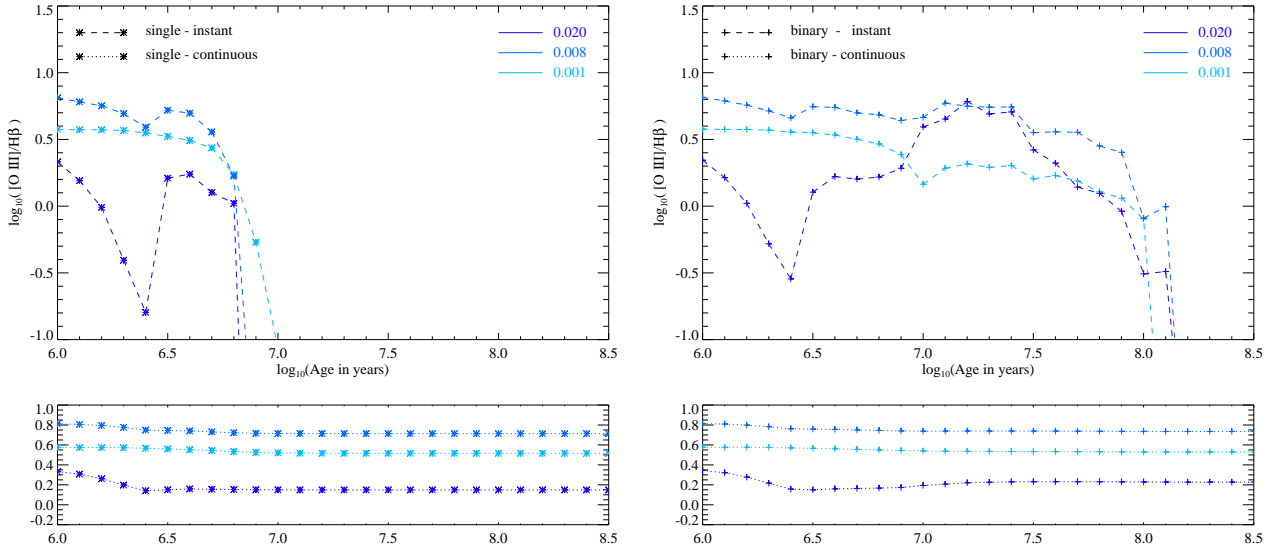 1.5
1.0
0.5
0.0
-0.5
-1.0
log10([O III]/Hβ )
single - instant
single - continuous
0.020
0.008
0.001
6.0 6.5 7.0 7.5 8.0 8.5
log10(Age in years)
1.0
0.8
0.6
0.4
0.2
0.0
-0.2
6.0 6.5 7.0 7.5 8.0 8.5
1.5
1.0
0.5
0.0
-0.5
-1.0
log10([O III]/Hβ )
binary - instant
binary - continuous
0.020
0.008
0.001
6.0 6.5 7.0 7.5 8.0 8.5
log10(Age in years)
1.0
0.8
0.6
0.4
0.2
0.0
-0.2
6.0 6.5 7.0 7.5 8.0 8.5